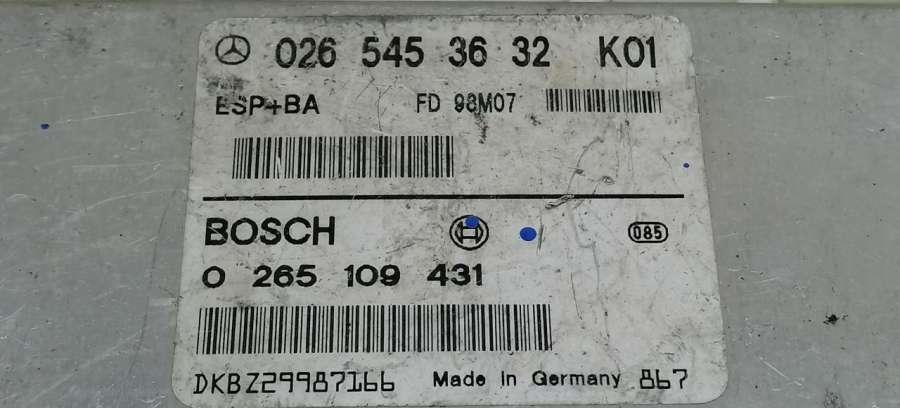 026 545 36 32 K01
ESP+BA FD 98M07
BOSCH 085
0 265 109 431
DKBZ29987166 Made in Germany 867